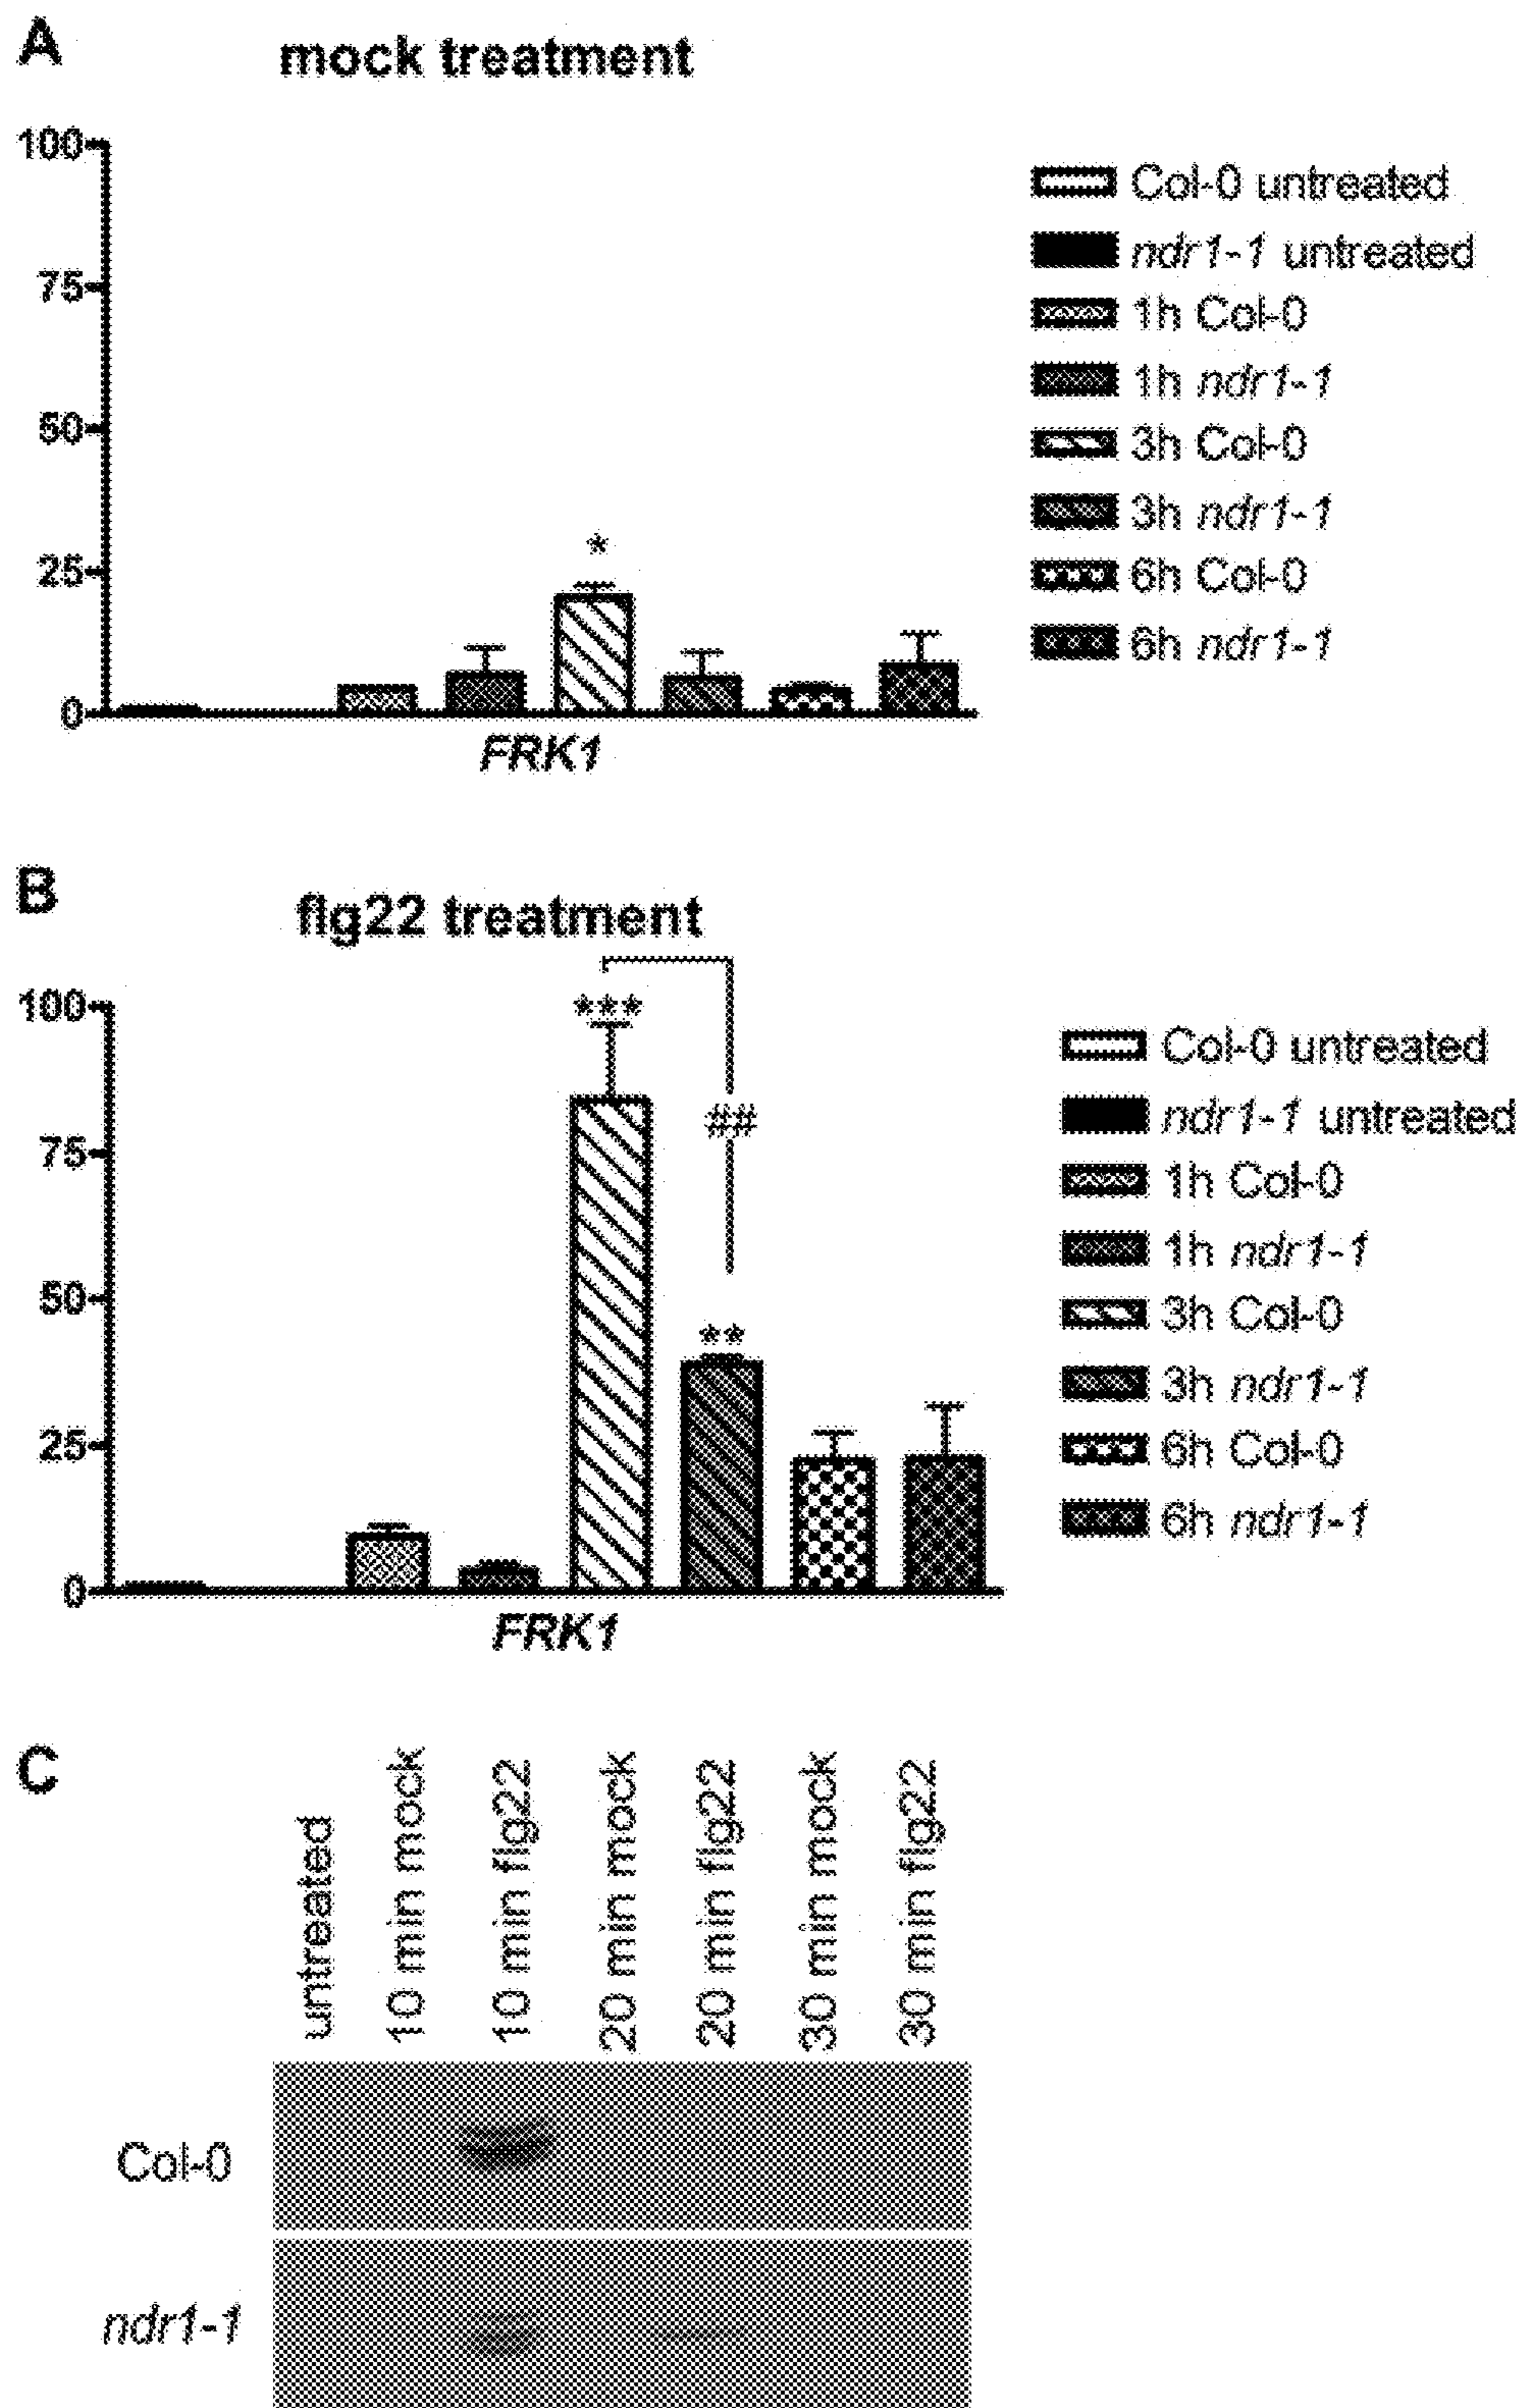 A
mock treatment
100
75
50
25
0
*
FRK1
Col-0 untreated
ndr1-1 untreated
1h Col-0
1h ndr1-1
3h Col-0
3h ndr1-1
6h Col-0
6h ndr1-1
B
flg22 treatment
100
75
50
25
0
***
##
**
FRK1
Col-0 untreated
ndr1-1 untreated
1h Col-0
1h ndr1-1
3h Col-0
3h ndr1-1
6h Col-0
6h ndr1-1
C
untreated
10 min mock
10 min flg22
20 min mock
20 min flg22
30 min mock
30 min flg22
Col-0
ndr1-1